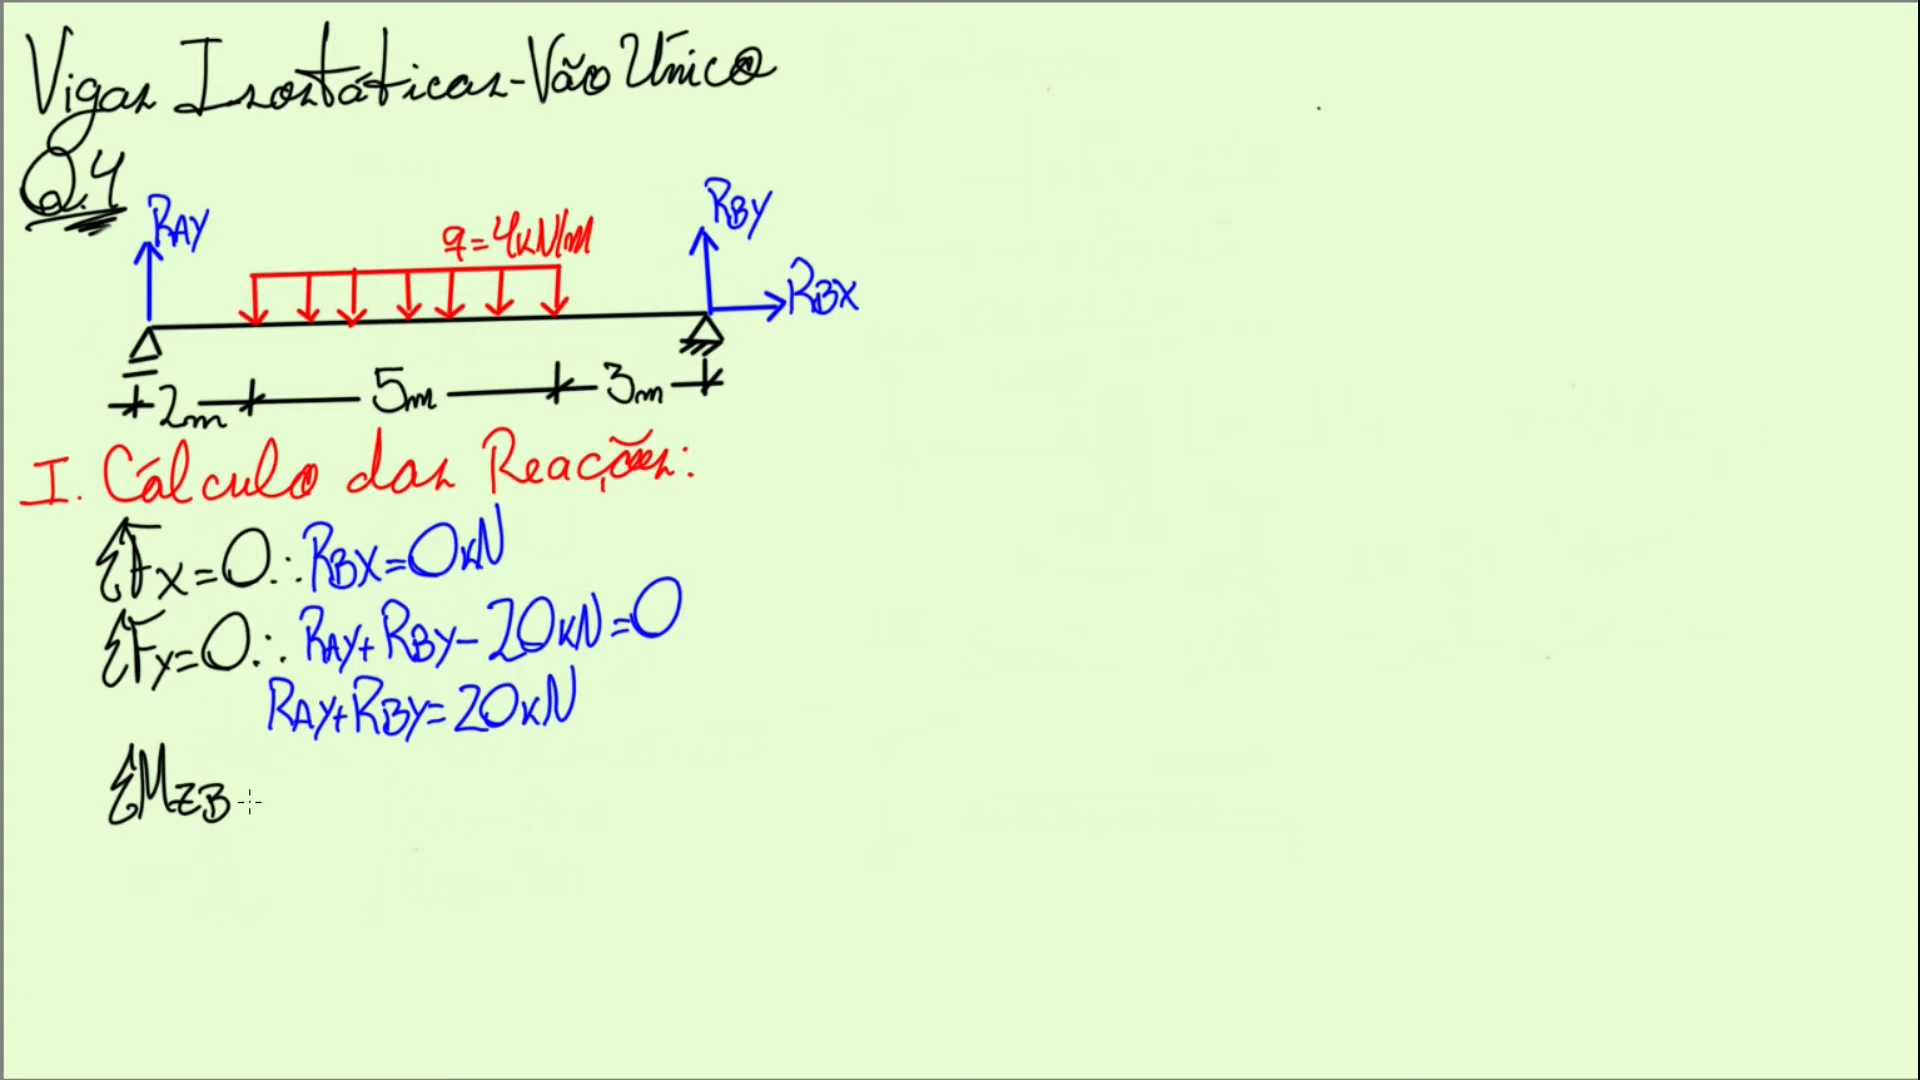 Vigas Isostáticas-Vão Único
Q.4
RAY
q=4kN/m
RBY
RBX
2m 5m 3m
I. Cálculo das Reações:
ΣFx=0∴RBX=0kN
ΣFy=0∴RAY+RBY-20kN=0
RAY+RBY=20kN
ΣMZB